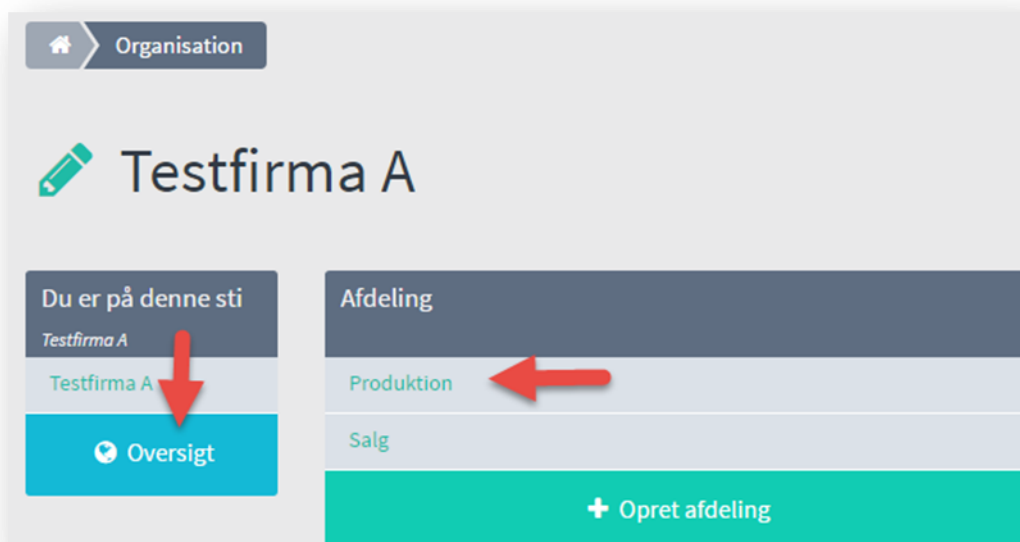 Organisation
Testfirma A
Du er på denne sti
Testfirma A
Testfirma A
Oversigt
Afdeling
Produktion
Salg
Opret afdeling